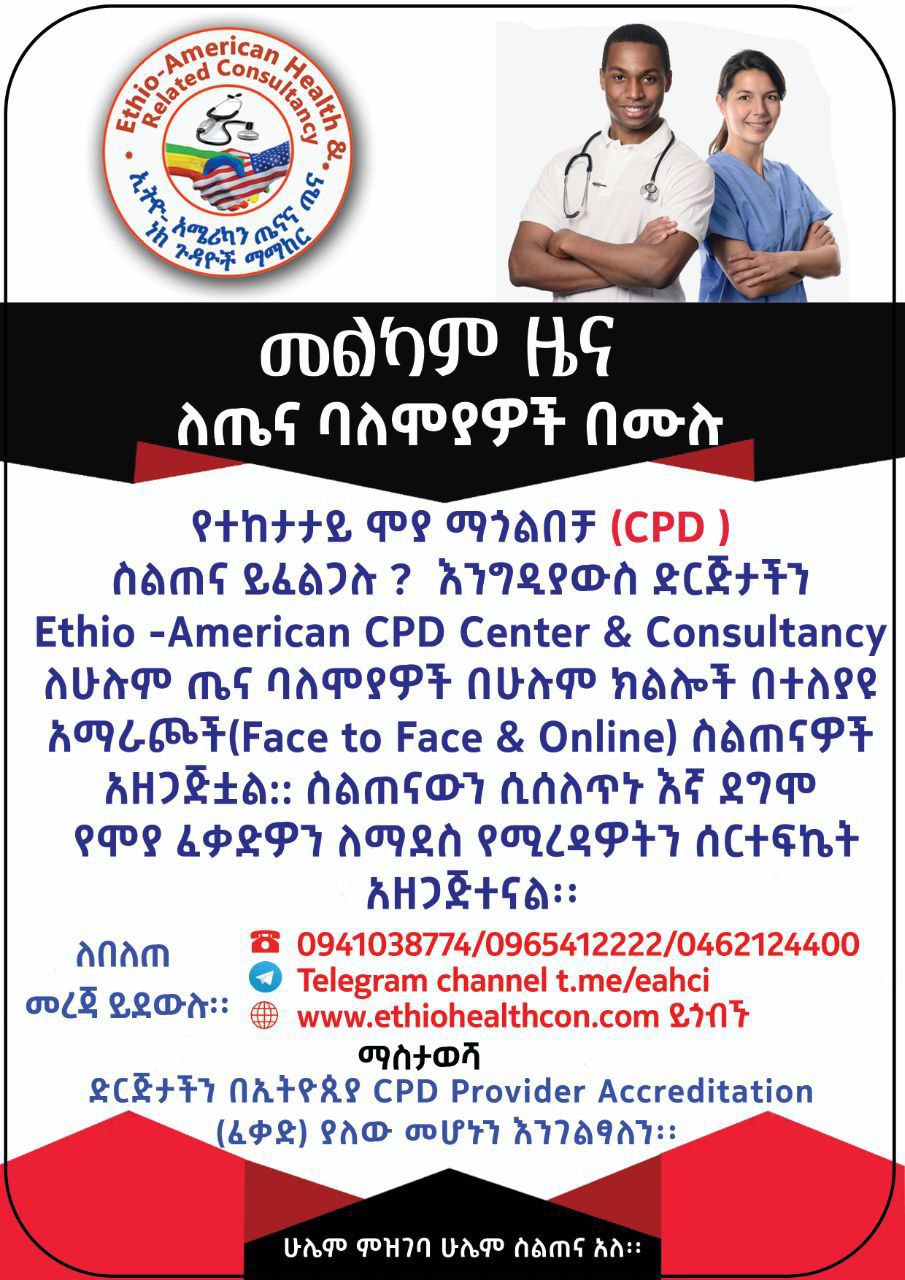 Ethio-American Health &
Related Consultancy
ኢትዮ-አሜሪካን ጤናና ጤና
ነክ ጉዳዮች ማማከር
መልካም ዜና
ለጤና ባለሞያዎች በሙሉ
የተከታታይ ሞያ ማጎልበቻ (CPD )
ስልጠና ይፈልጋሉ ? እንግዲያውስ ድርጅታችን
Ethio -American CPD Center & Consultancy
ለሁሉም ጤና ባለሞያዎች በሁሉም ክልሎች በተለያዩ
አማራጮች(Face to Face & Online) ስልጠናዎች
አዘጋጅቷል:: ስልጠናውን ሲሰለጥኑ እኛ ደግሞ
የሞያ ፈቃድዎን ለማደስ የሚረዳዎትን ሰርተፍኬት
አዘጋጅተናል፡፡
ለበለጠ
መረጃ ይደውሉ፡፡
0941038774/0965412222/0462124400
Telegram channel t.me/eahci
www.ethiohealthcon.com ይጎብኙ
ማስታወሻ
ድርጅታችን በኢትዮጲያ CPD Provider Accreditation
(ፈቃድ) ያለው መሆኑን እንገልፃለን፡፡
ሁሌም ምዝገባ ሁሌም ስልጠና አለ፡፡